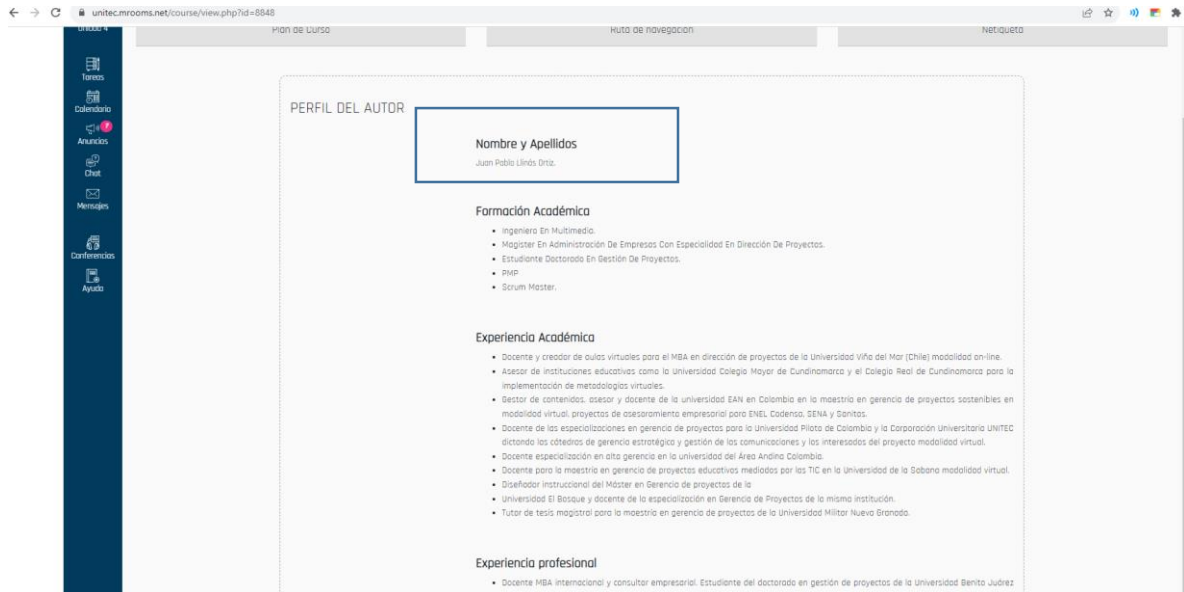 unitec.mrooms.net/course/view.php?id=8848
Unidad 4
Plan de Curso
Ruta de navegación
Netiqueta
Tareas
Calendario
7
Anuncios
Chat
Mensajes
Conferencias
Ayuda
PERFIL DEL AUTOR
Nombre y Apellidos
Juan Pablo Llinás Ortiz.
Formación Académica
• Ingeniero En Multimedia.
• Magister En Administración De Empresas Con Especialidad En Dirección De Proyectos.
• Estudiante Doctorado En Gestión De Proyectos.
• PMP
• Scrum Master.
Experiencia Académica
• Docente y creador de aulas virtuales para el MBA en dirección de proyectos de la Universidad Viña del Mar (Chile) modalidad on-line.
• Asesor de instituciones educativas como la Universidad Colegio Mayor de Cundinamarca y el Colegio Real de Cundinamarca para la
implementación de metodologías virtuales.
• Gestor de contenidos, asesor y docente de la universidad EAN en Colombia en la maestría en gerencia de proyectos sostenibles en
modalidad virtual, proyectos de asesoramiento empresarial para ENEL Codensa, SENA y Sanitas.
• Docente de las especializaciones en gerencia de proyectos para la Universidad Piloto de Colombia y la Corporación Universitaria UNITEC
dictando las cátedras de gerencia estratégica y gestión de las comunicaciones y los interesados del proyecto modalidad virtual.
• Docente especialización en alta gerencia en la universidad del Área Andina Colombia.
• Docente para la maestría en gerencia de proyectos educativos mediados por las TIC en la Universidad de la Sabana modalidad virtual.
• Diseñador instruccional del Máster en Gerencia de proyectos de la
• Universidad El Bosque y docente de la especialización en Gerencia de Proyectos de la misma institución.
• Tutor de tesis magistral para la maestría en gerencia de proyectos de la Universidad Militar Nueva Granada.
Experiencia profesional
• Docente MBA internacional y consultor empresarial. Estudiante del doctorado en gestión de proyectos de la Universidad Benito Juárez